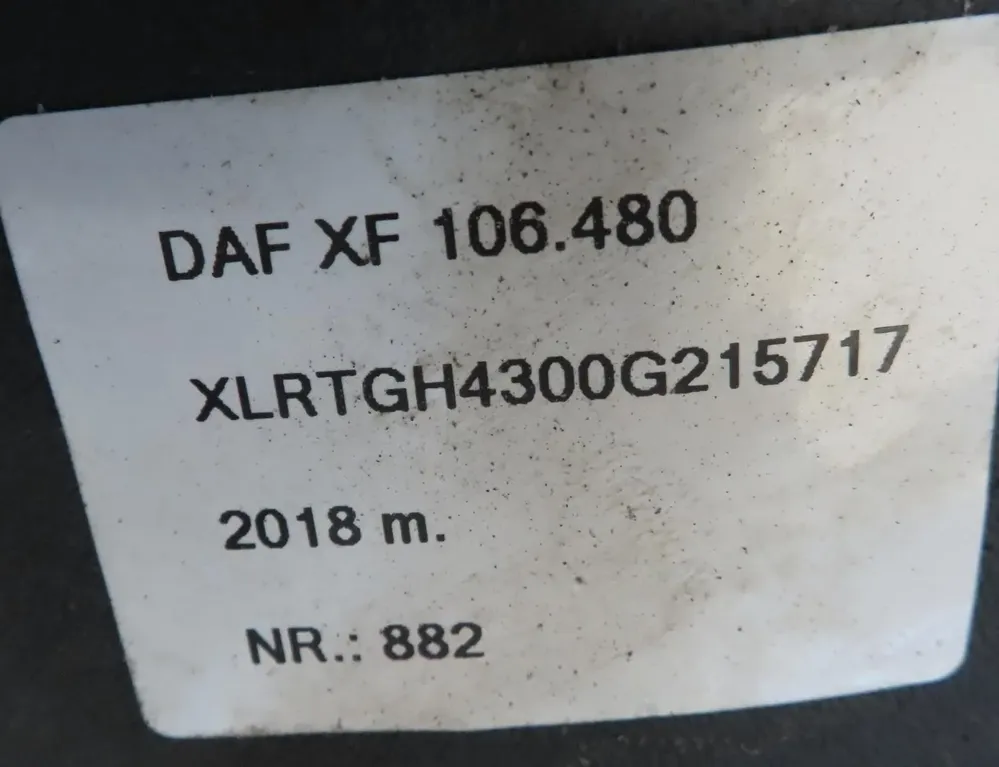 DAF XF 106.480
XLRTGH4300G215717
2018 m.
NR.: 882